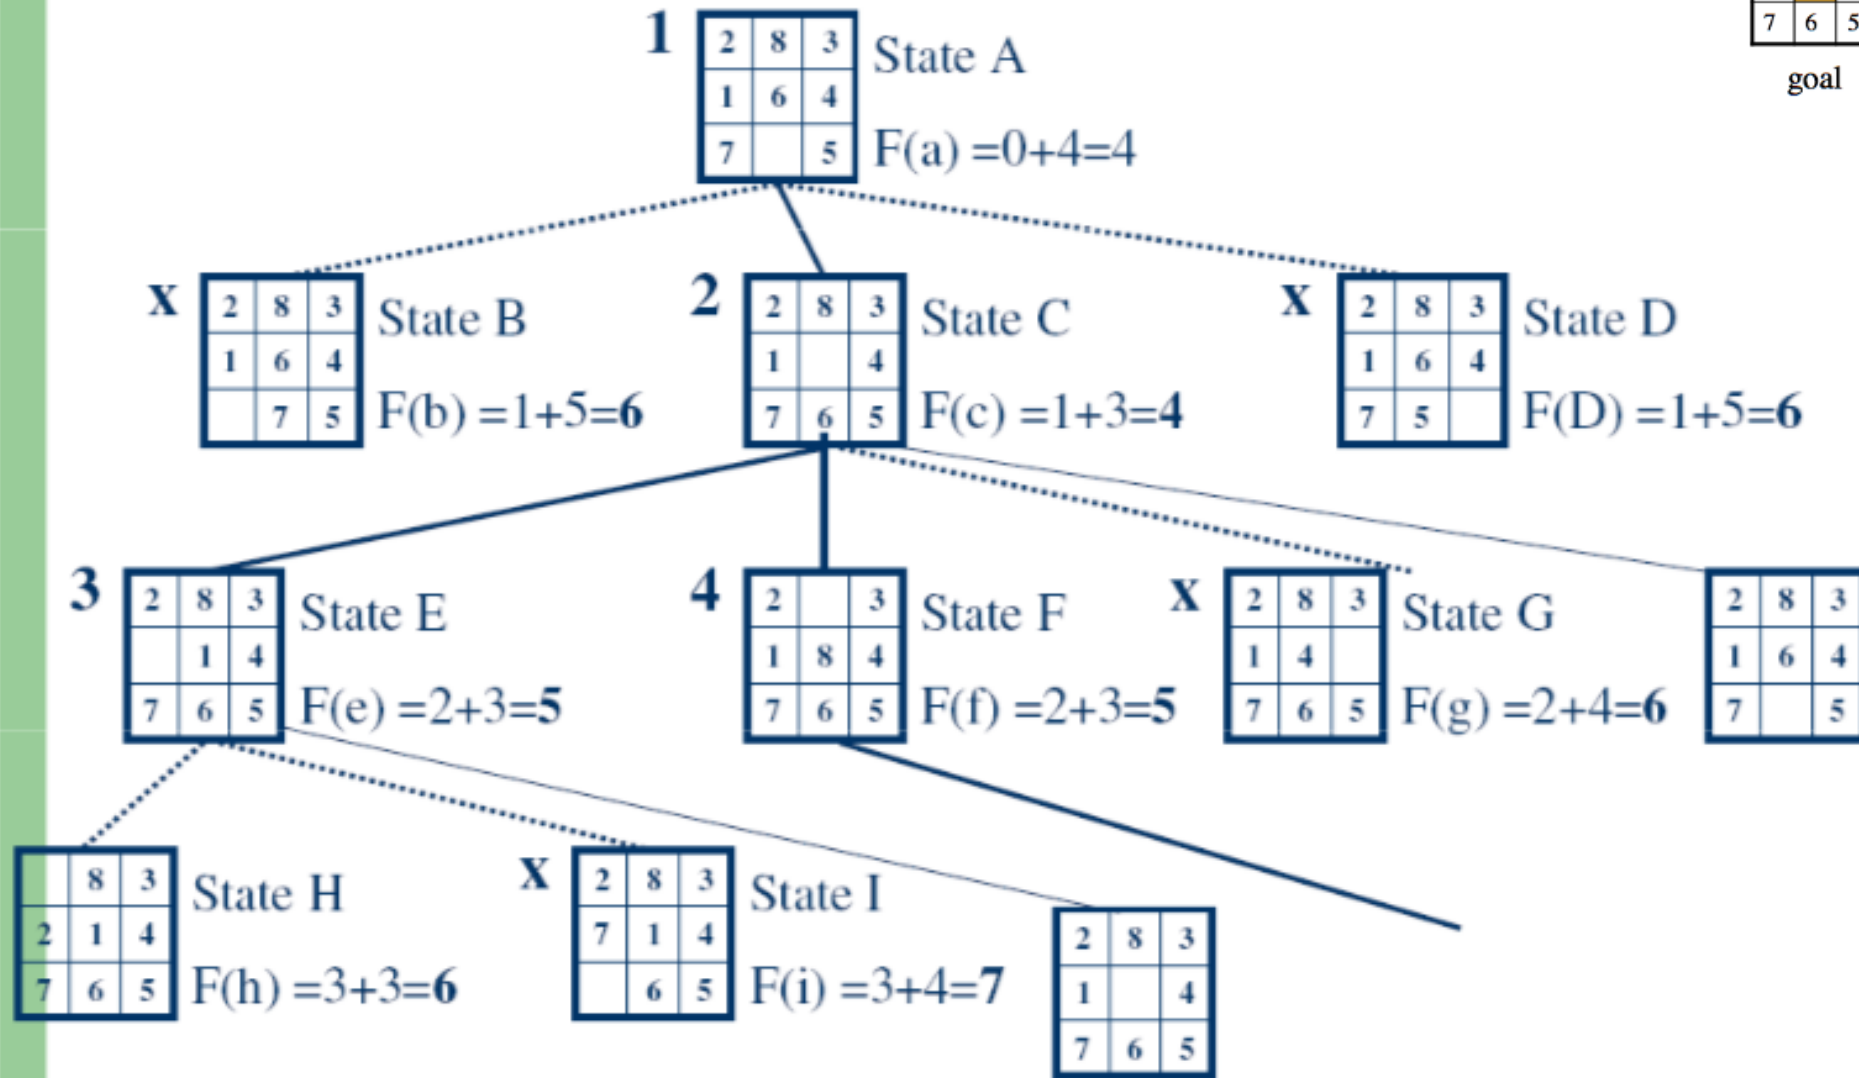 1
2 8 3
1 6 4
7 5
State A
F(a) =0+4=4
7 6 5
goal
x
2 8 3
1 6 4
7 5
State B
F(b) =1+5=6
2
2 8 3
1 4
7 6 5
State C
F(c) =1+3=4
x
2 8 3
1 6 4
7 5
State D
F(D) =1+5=6
3
2 8 3
1 4
7 6 5
State E
F(e) =2+3=5
4
2 3
1 8 4
7 6 5
State F
F(f) =2+3=5
x
2 8 3
1 4
7 6 5
State G
F(g) =2+4=6
2 8 3
1 6 4
7 5
8 3
2 1 4
7 6 5
State H
F(h) =3+3=6
x
2 8 3
7 1 4
6 5
State I
F(i) =3+4=7
2 8 3
1 4
7 6 5